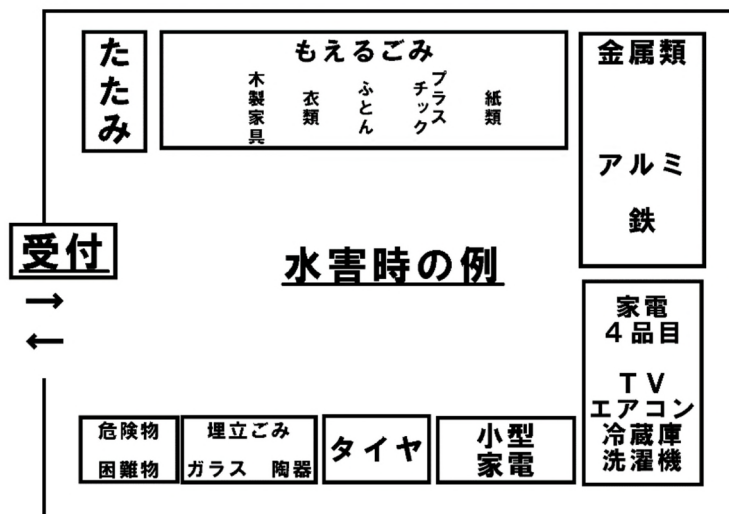 たたみ
もえるごみ
木製家具
衣類
ふとん
プラスチック
紙類
金属類
アルミ
鉄
受付
→
←
水害時の例
家電
４品目
ＴＶ
エアコン
冷蔵庫
洗濯機
危険物
困難物
埋立ごみ
ガラス　陶器
タイヤ
小型
家電